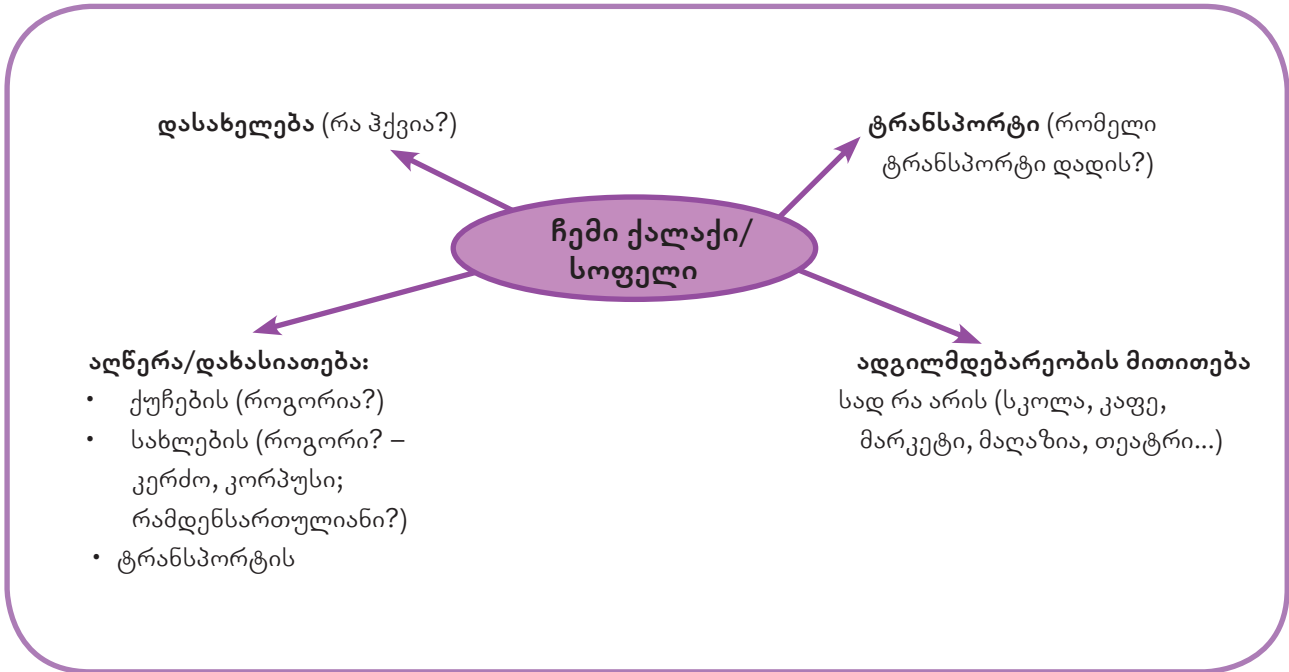 დასახელება (რა ჰქვია?)
ტრანსპორტი (რომელი
ტრანსპორტი დადის?)
ჩემი ქალაქი/
სოფელი
აღწერა/დახასიათება:
• ქუჩების (როგორია?)
• სახლების (როგორი? –
კერძო, კორპუსი;
რამდენსართულიანი?)
• ტრანსპორტის
ადგილმდებარეობის მითითება
სად რა არის (სკოლა, კაფე,
მარკეტი, მაღაზია, თეატრი...)